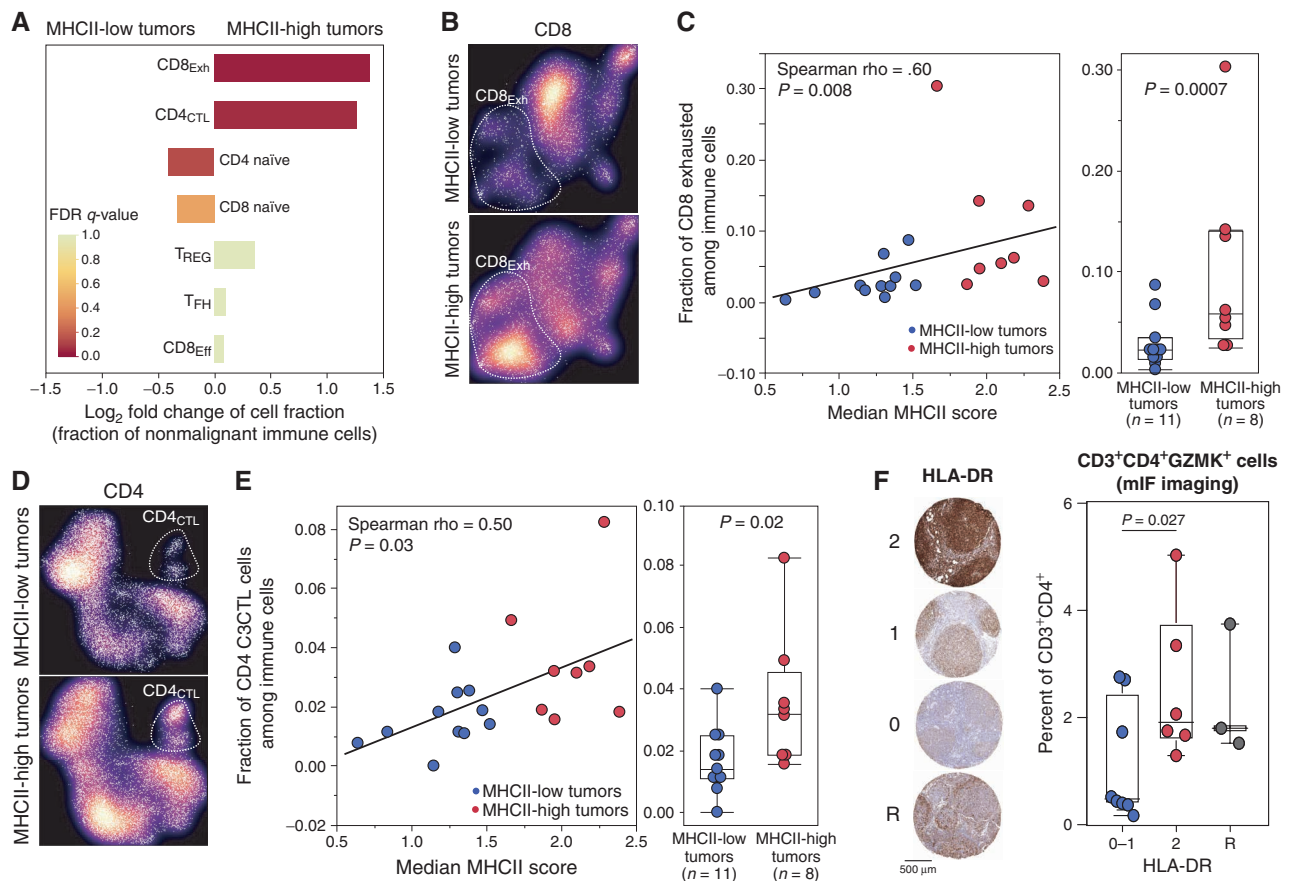 A
MHCII-low tumors
MHCII-high tumors
CD8Exh
CD4CTL
CD4 naïve
CD8 naïve
TREG
TFH
CD8Eff
FDR q-value
1.0
0.8
0.6
0.4
0.2
0.0
−1.5
−1.0
−0.5
0.0
0.5
1.0
1.5
Log2 fold change of cell fraction
(fraction of nonmalignant immune cells)
B
CD8
MHCII-low tumors
CD8Exh
MHCII-high tumors
CD8Exh
C
Fraction of CD8 exhausted
among immune cells
Spearman rho = .60
P = 0.008
0.30
0.20
0.10
0.00
−0.10
MHCII-low tumors
MHCII-high tumors
0.5
1.0
1.5
2.0
2.5
Median MHCII score
P = 0.0007
0.30
0.20
0.10
0.00
MHCII-low
tumors
(n = 11)
MHCII-high
tumors
(n = 8)
D
CD4
MHCII-low tumors
CD4CTL
MHCII-high tumors
CD4CTL
E
Fraction of CD4 C3CTL cells
among immune cells
Spearman rho = 0.50
P = 0.03
0.08
0.06
0.04
0.02
0.00
−0.02
MHCII-low tumors
MHCII-high tumors
0.5
1.0
1.5
2.0
2.5
Median MHCII score
P = 0.02
0.10
0.08
0.06
0.04
0.02
0.00
MHCII-low
tumors
(n = 11)
MHCII-high
tumors
(n = 8)
F
HLA-DR
2
1
0
R
500 µm
CD3+CD4+GZMK+ cells
(mIF imaging)
P = 0.027
Percent of CD3+CD4+
6
4
2
0
0–1
2
R
HLA-DR